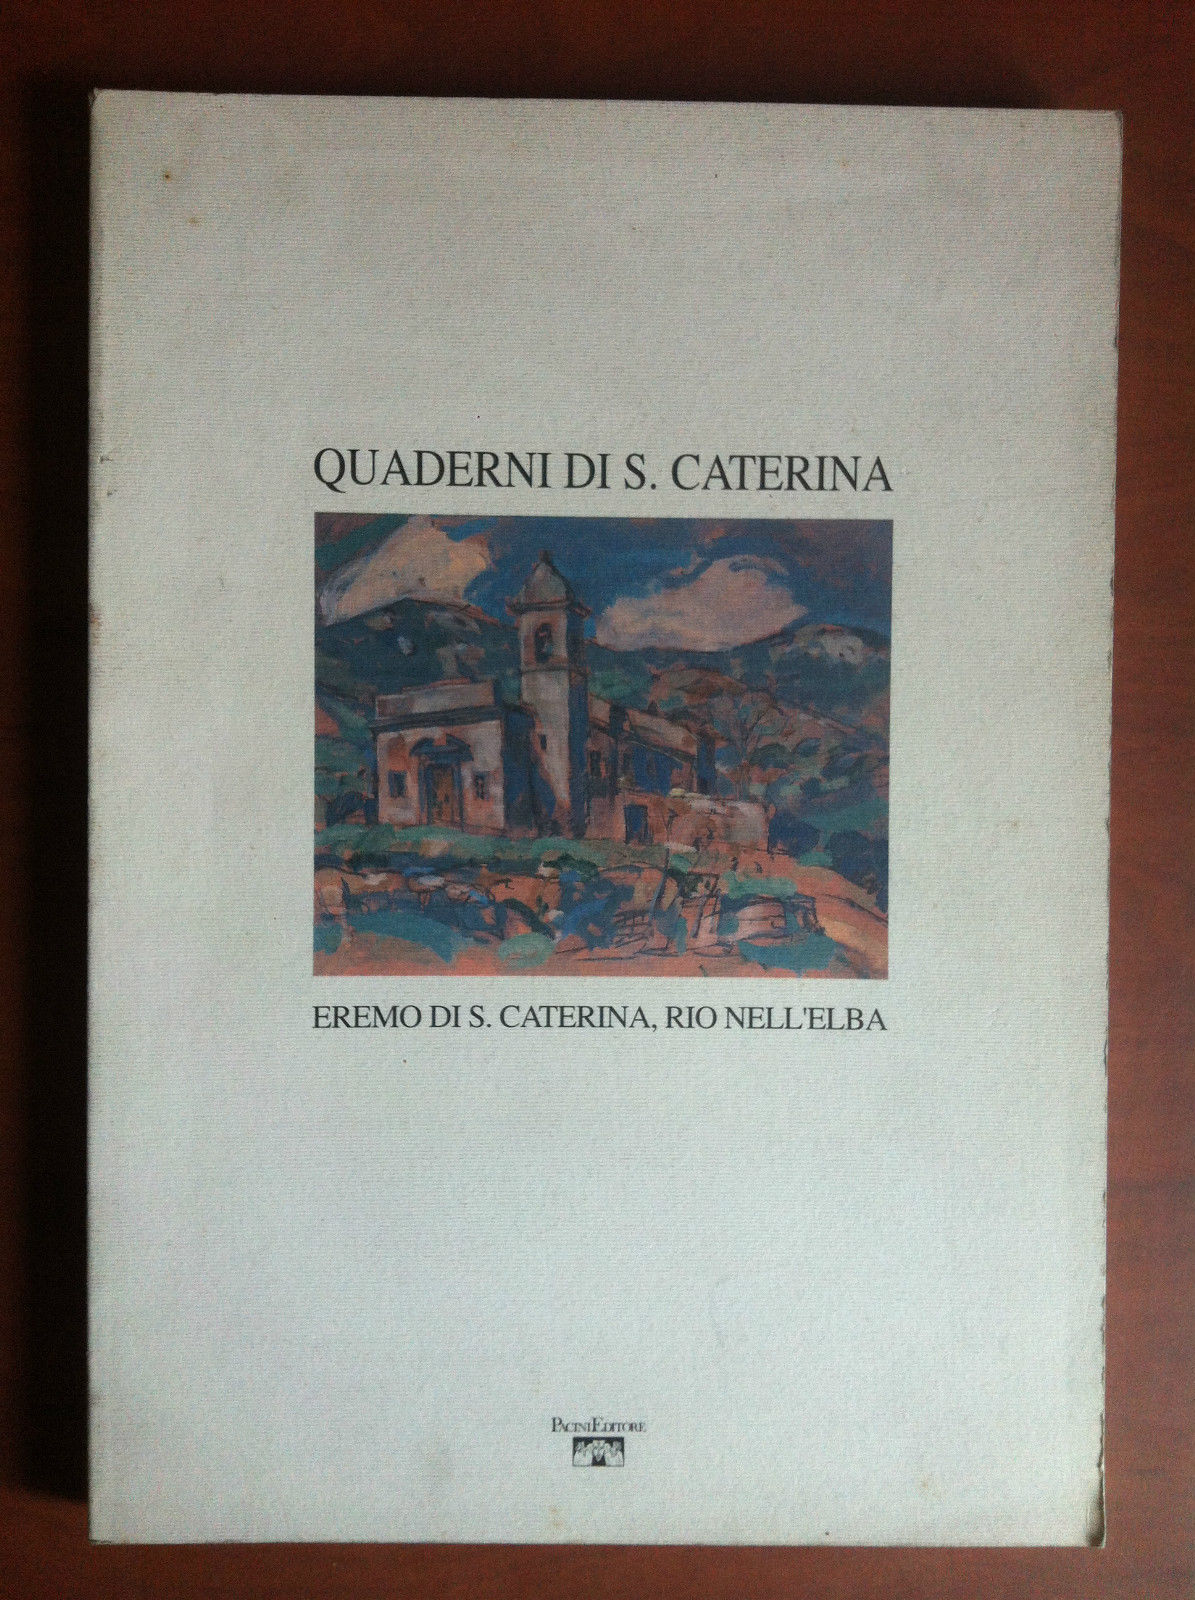 QUADERNI DI S. CATERINA
EREMO DI S. CATERINA, RIO NELL'ELBA
PACINI EDITORE